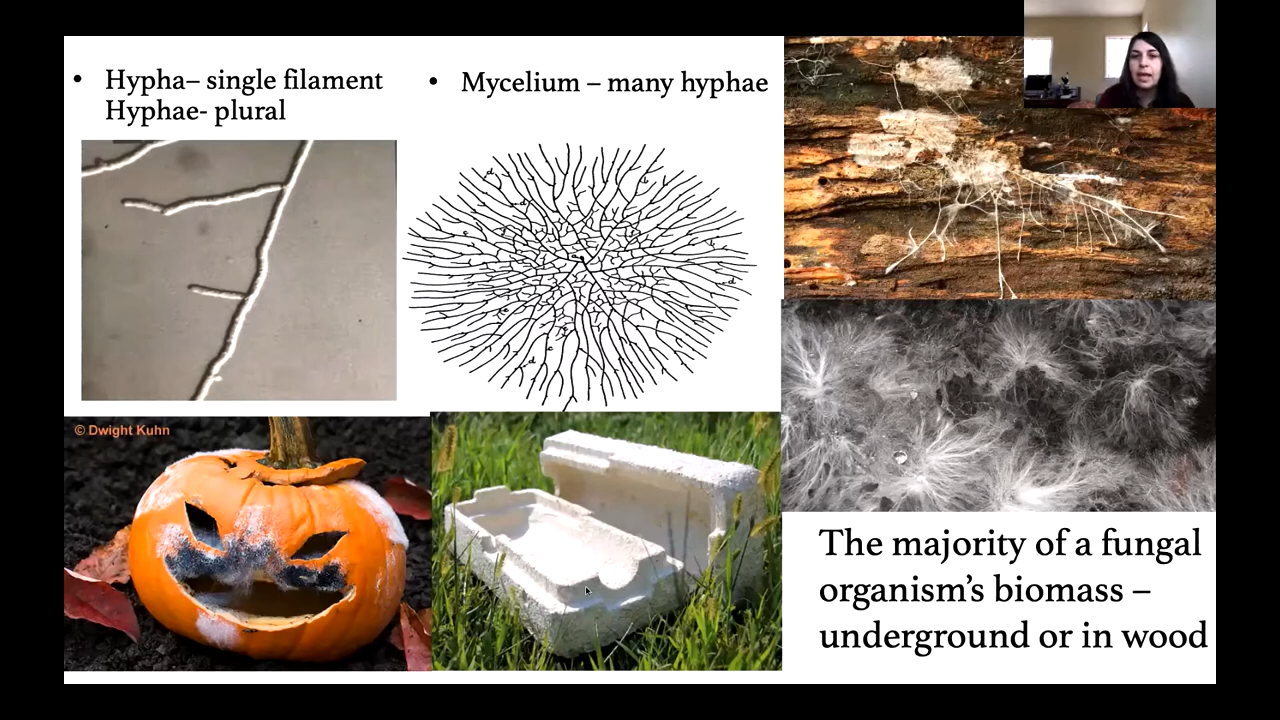 • Hypha– single filament
Hyphae- plural
• Mycelium – many hyphae
© Dwight Kuhn
The majority of a fungal
organism's biomass –
underground or in wood